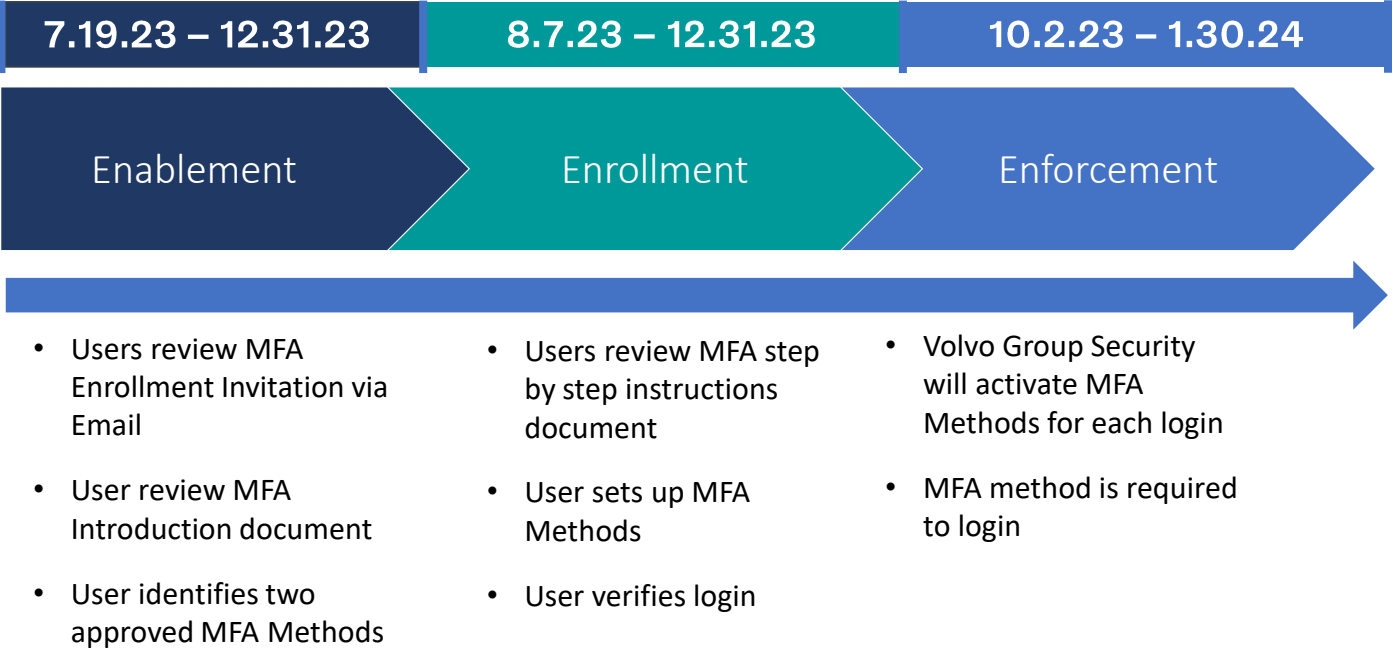 7.19.23 – 12.31.23
8.7.23 – 12.31.23
10.2.23 – 1.30.24
Enablement
Enrollment
Enforcement
• Users review MFA
Enrollment Invitation via
Email
• User review MFA
Introduction document
• User identifies two
approved MFA Methods
• Users review MFA step
by step instructions
document
• User sets up MFA
Methods
• User verifies login
• Volvo Group Security
will activate MFA
Methods for each login
• MFA method is required
to login